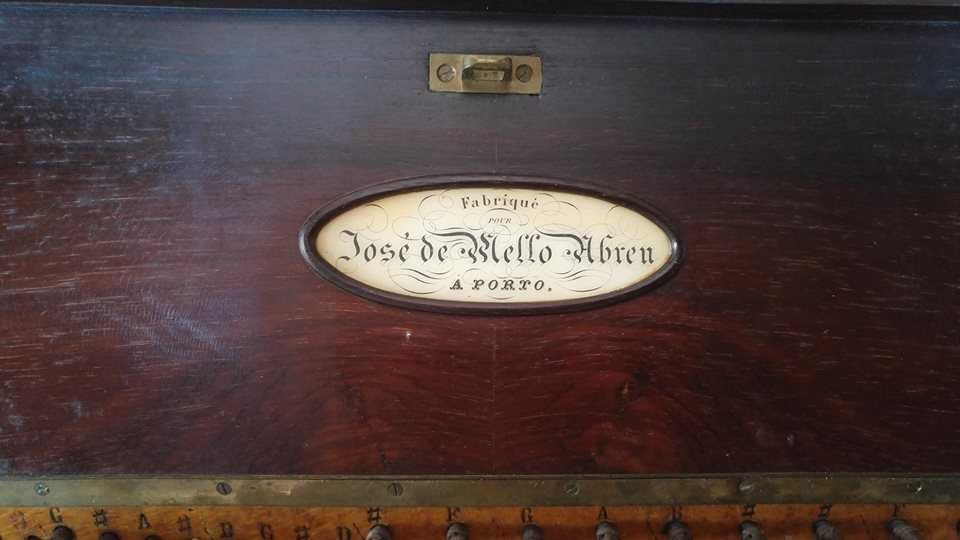 Fabriqué
POUR
José de Mello Abreu
À PORTO.
# G # A # B C # D # F G A B # # F